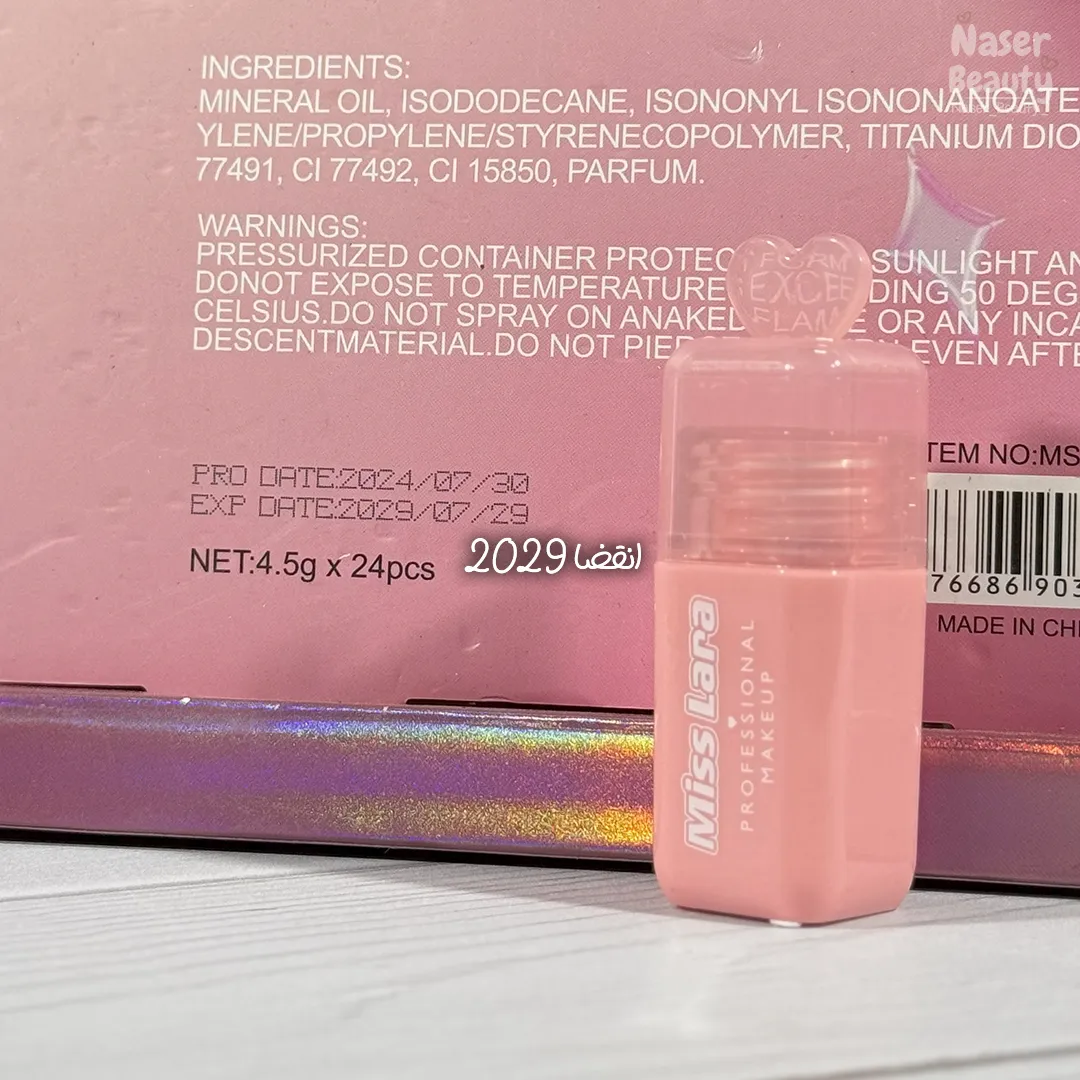 Naser
Beauty
INGREDIENTS:
MINERAL OIL, ISODODECANE, ISONONYL ISONONANOATE
YLENE/PROPYLENE/STYRENECOPOLYMER, TITANIUM DIO
77491, CI 77492, CI 15850, PARFUM.
WARNINGS:
PRESSURIZED CONTAINER PROTEC FORM SUNLIGHT AN
DONOT EXPOSE TO TEMPERATURE EXCEE DING 50 DEG
CELSIUS.DO NOT SPRAY ON ANAKED FLAME OR ANY INCA
DESCENTMATERIAL.DO NOT PIER EVEN AFTE
PRO DATE:2024/07/30
EXP DATE:2029/07/29
NET:4.5g x 24pcs
انقضا 2029
TEM NO:MS
76686 903
MADE IN CHI
Miss Lara
PROFESSIONAL
MAKEUP